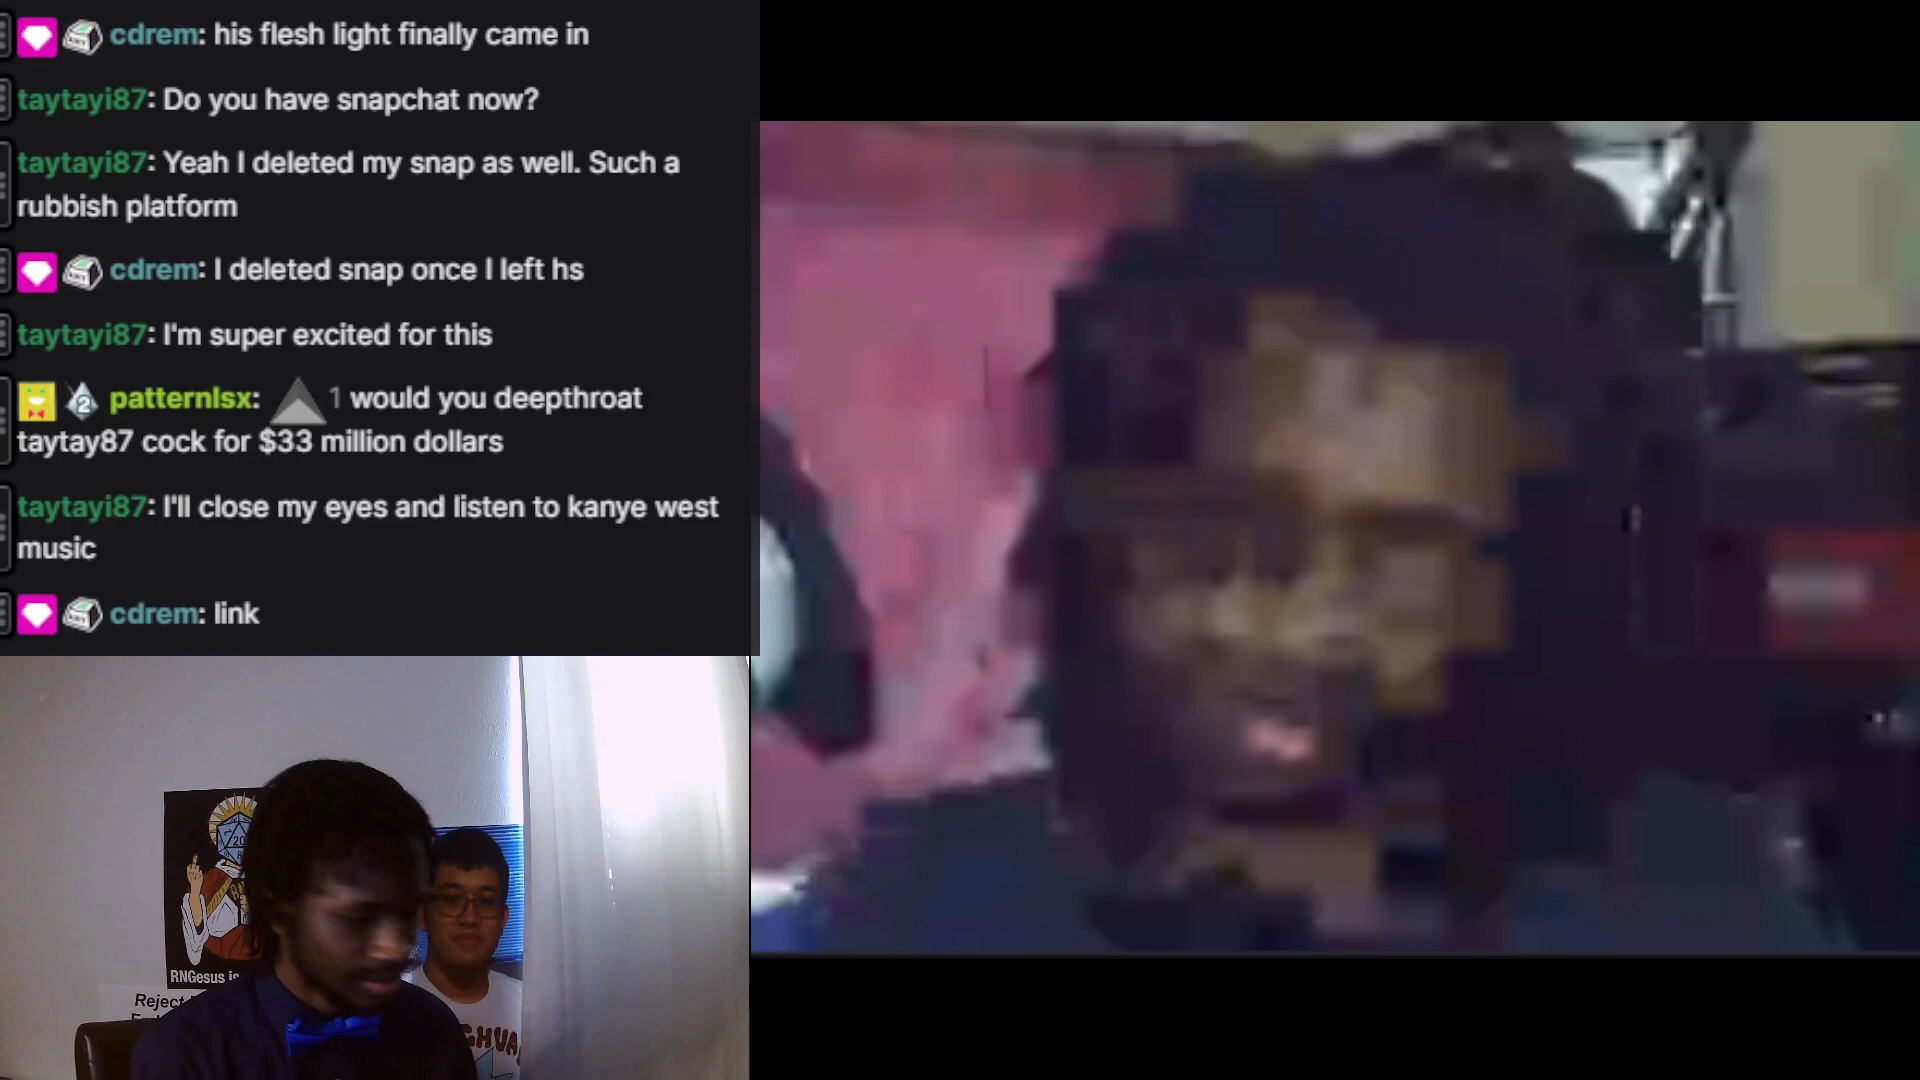 cdrem: his flesh light finally came in
taytayi87: Do you have snapchat now?
taytayi87: Yeah I deleted my snap as well. Such a
rubbish platform
cdrem: I deleted snap once I left hs
taytayi87: I'm super excited for this
patternlsx: 1 would you deepthroat
taytay87 cock for $33 million dollars
taytayi87: I'll close my eyes and listen to kanye west
music
cdrem: link
20
RNGesus is
Reject